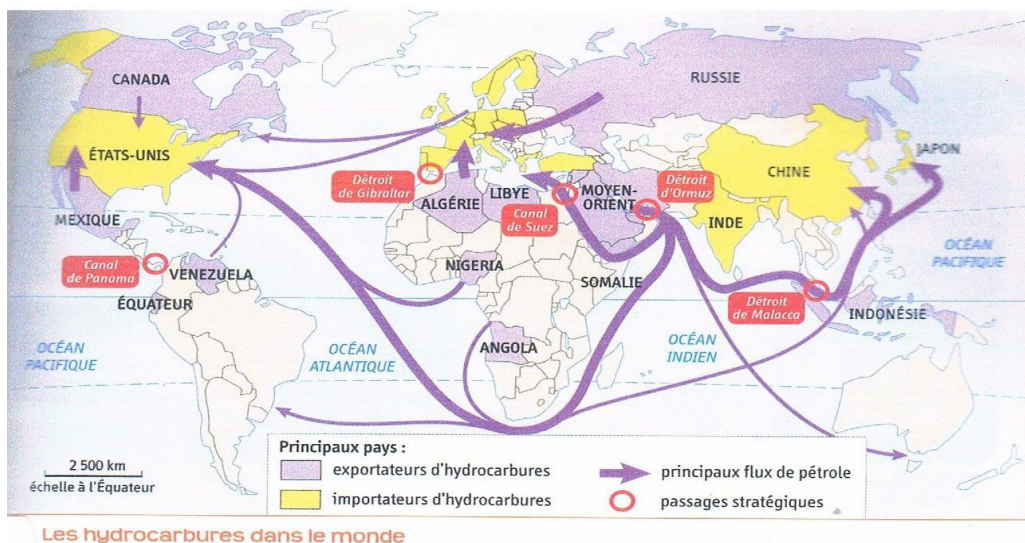 CANADA
RUSSIE
ÉTATS-UNIS
JAPON
CHINE
Détroit
de Gibraltar
Détroit
d'Ormuz
MOYEN-
ORIENT
LIBYE
ALGÉRIE
Canal
de Suez
INDE
MEXIQUE
OCÉAN
PACIFIQUE
Canal
de Panama
VENEZUELA
NIGERIA
SOMALIE
ÉQUATEUR
Détroit
de Malacca
INDONÉSIE
OCÉAN
PACIFIQUE
OCÉAN
ATLANTIQUE
ANGOLA
OCÉAN
INDIEN
Principaux pays :
exportateurs d'hydrocarbures
principaux flux de pétrole
importateurs d'hydrocarbures
passages stratégiques
2 500 km
échelle à l'Équateur
Les hydrocarbures dans le monde